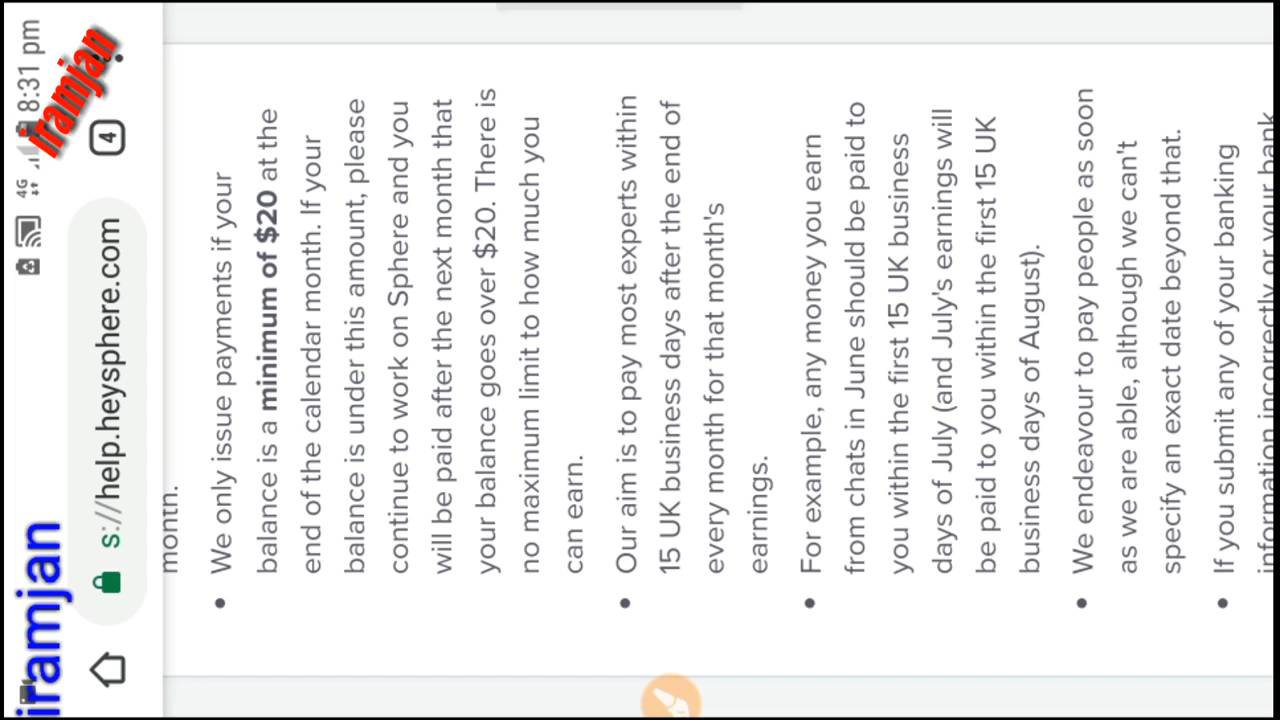 iramjan
4G 8:31 pm
iramjan
s://help.heysphere.com
4
month.
• We only issue payments if your
balance is a minimum of $20 at the
end of the calendar month. If your
balance is under this amount, please
continue to work on Sphere and you
will be paid after the next month that
your balance goes over $20. There is
no maximum limit to how much you
can earn.
• Our aim is to pay most experts within
15 UK business days after the end of
every month for that month's
earnings.
• For example, any money you earn
from chats in June should be paid to
you within the first 15 UK business
days of July (and July's earnings will
be paid to you within the first 15 UK
business days of August).
• We endeavour to pay people as soon
as we are able, although we can't
specify an exact date beyond that.
• If you submit any of your banking
information incorrectly or your bank